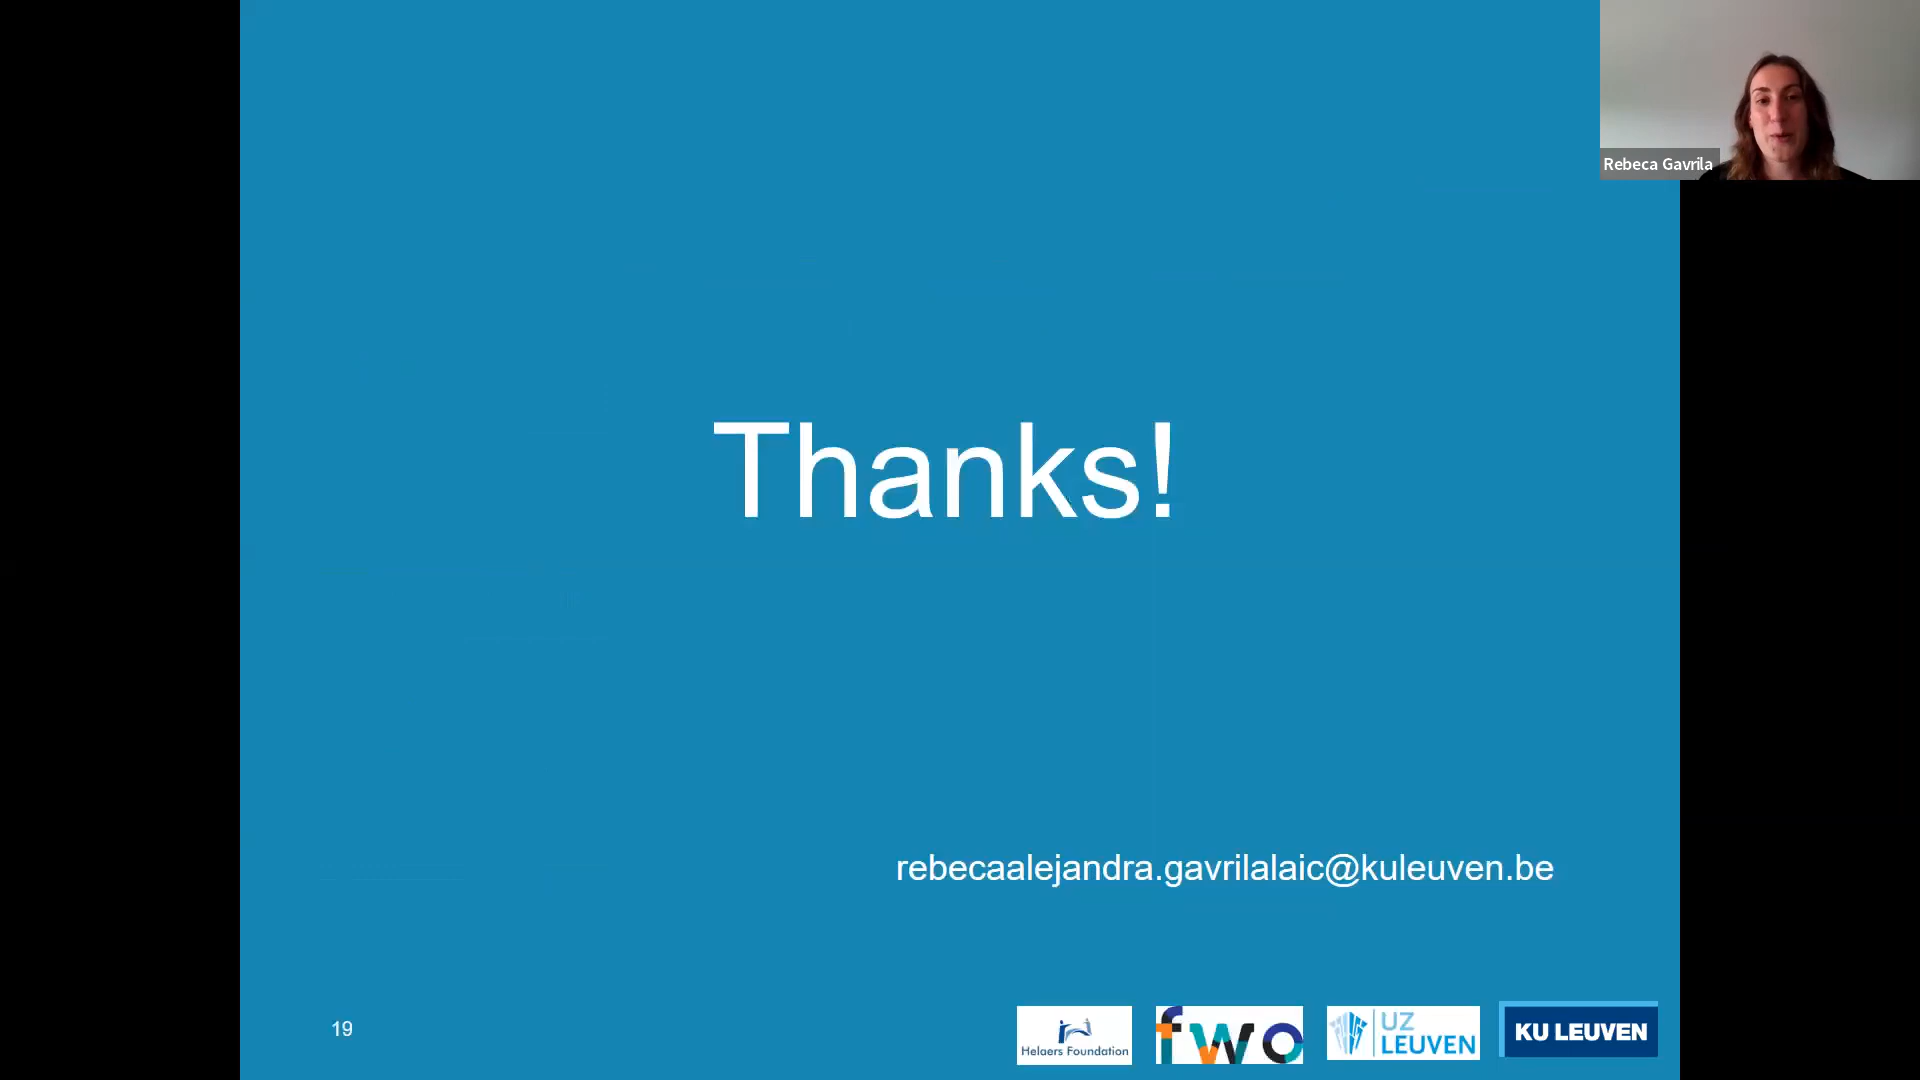 Rebeca Gavrila
Thanks!
rebecaalejandra.gavrilalaic@kuleuven.be
19
Helaers Foundation
fwo
UZ
LEUVEN
KU LEUVEN